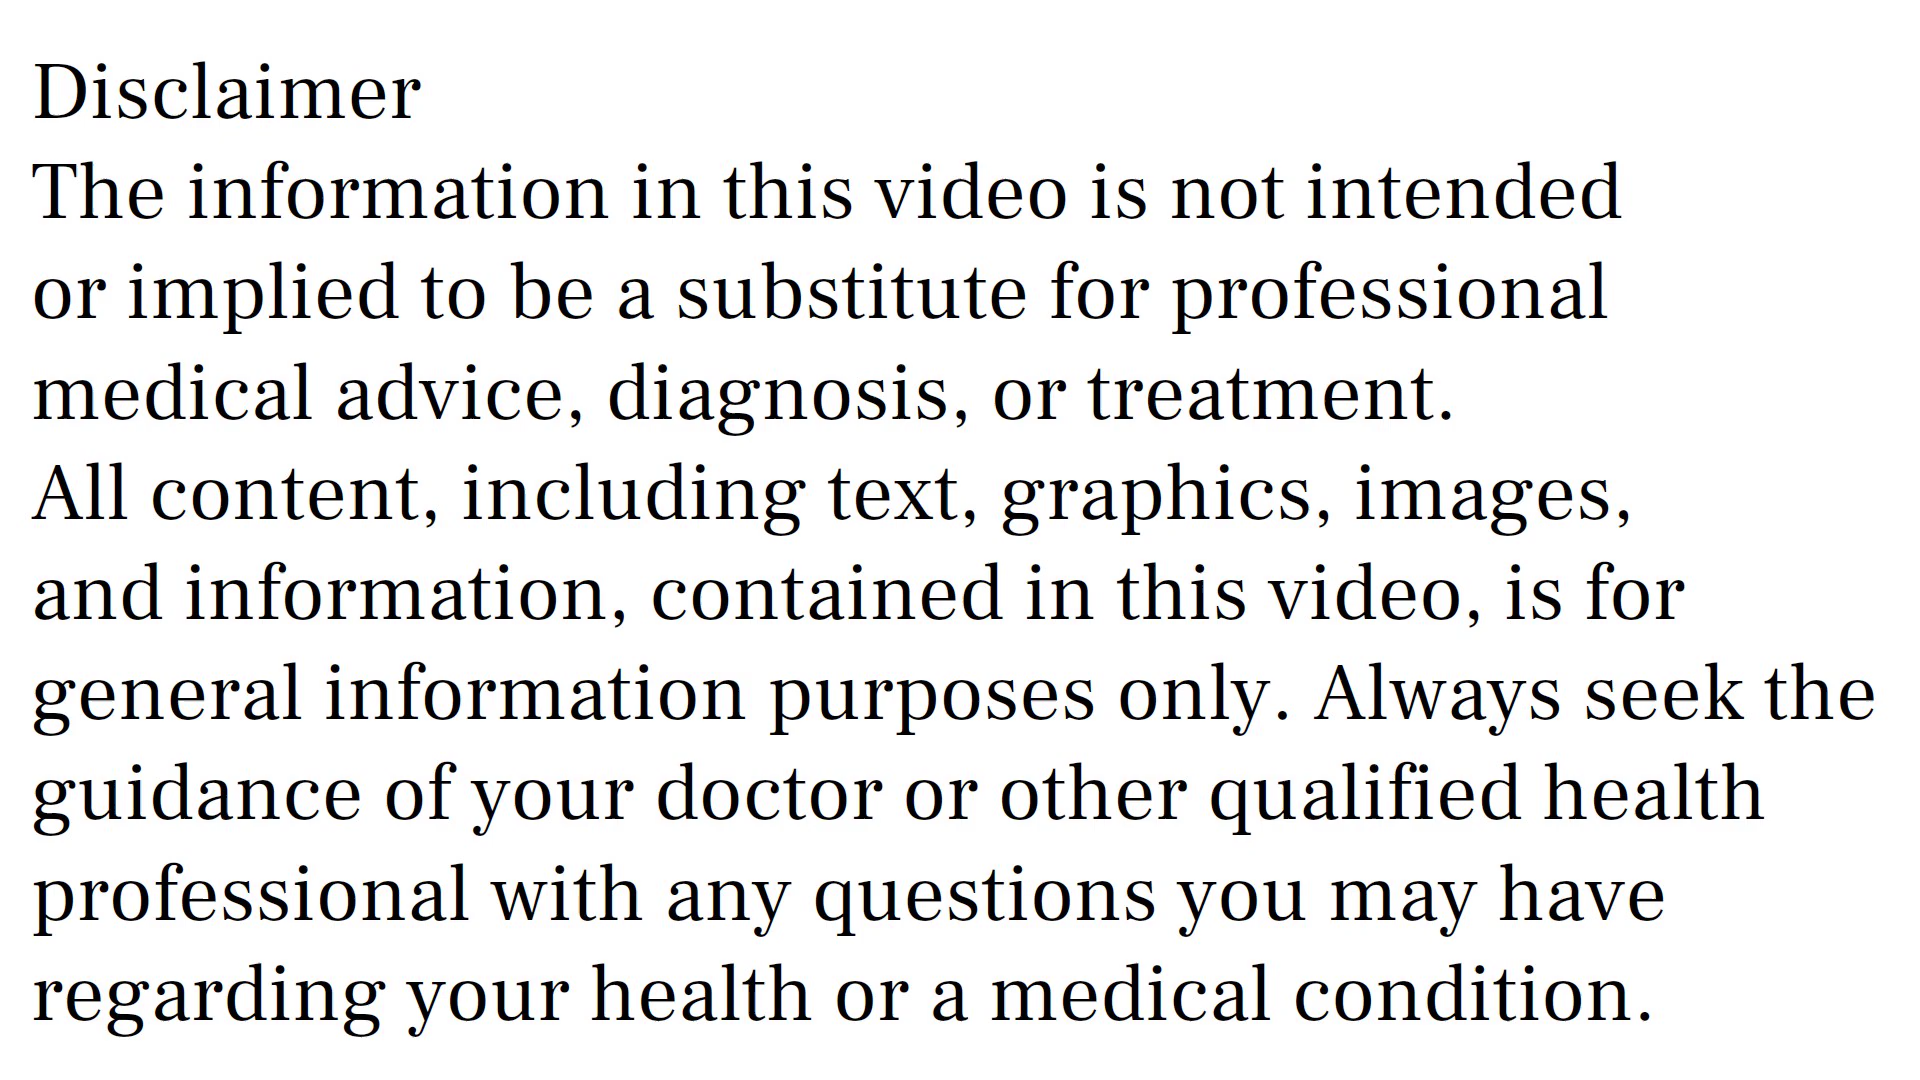 Disclaimer
The information in this video is not intended
or implied to be a substitute for professional
medical advice, diagnosis, or treatment.
All content, including text, graphics, images,
and information, contained in this video, is for
general information purposes only. Always seek the
guidance of your doctor or other qualified health
professional with any questions you may have
regarding your health or a medical condition.